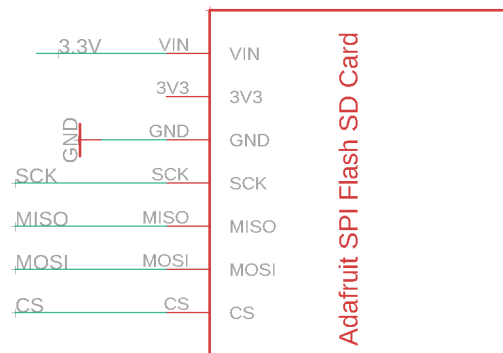 3.3V VIN VIN
3V3 3V3
GND GND GND
SCK SCK SCK
MISO MISO MISO
MOSI MOSI MOSI
CS CS CS
Adafruit SPI Flash SD Card